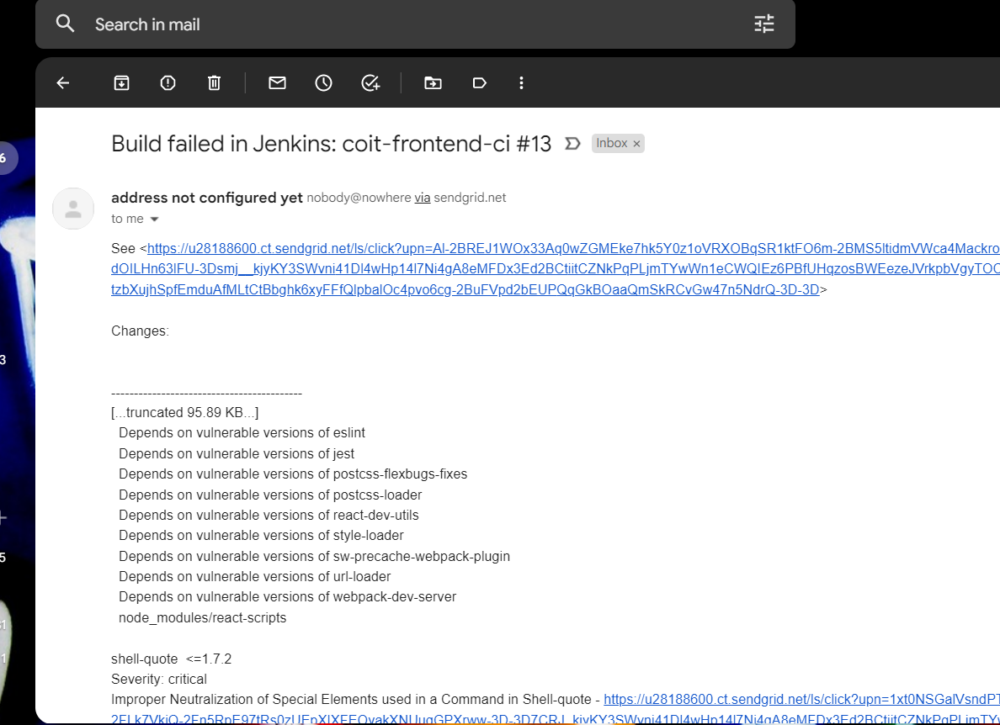 Search in mail
6
Build failed in Jenkins: coit-frontend-ci #13 Inbox ×
address not configured yet nobody@nowhere via sendgrid.net
to me
See <https://u28188600.ct.sendgrid.net/ls/click?upn=Al-2BREJ1WOx33Aq0wZGMEke7hk5Y0z1oVRXOBqSR1ktFO6m-2BMS5ltidmVWca4Mackro
dOILHn63lFU-3Dsmj__kjyKY3SWvni41Dl4wHp14l7Ni4gA8eMFDx3Ed2BCtiitCZNkPqPLjmTYwWn1eCWQIEz6PBfUHqzosBWEezeJVrkpbVgyTOC
tzbXujhSpfEmduAfMLtCtBbghk6xyFFfQlpbalOc4pvo6cg-2BuFVpd2bEUPQqGkBOaaQmSkRCvGw47n5NdrQ-3D-3D>
Changes:
3
------------------------------------------
[...truncated 95.89 KB...]
Depends on vulnerable versions of eslint
Depends on vulnerable versions of jest
Depends on vulnerable versions of postcss-flexbugs-fixes
Depends on vulnerable versions of postcss-loader
Depends on vulnerable versions of react-dev-utils
Depends on vulnerable versions of style-loader
5
Depends on vulnerable versions of sw-precache-webpack-plugin
Depends on vulnerable versions of url-loader
Depends on vulnerable versions of webpack-dev-server
node_modules/react-scripts
1
shell-quote <=1.7.2
1
Severity: critical
Improper Neutralization of Special Elements used in a Command in Shell-quote - https://u28188600.ct.sendgrid.net/ls/click?upn=1xt0NSGalVsndPT